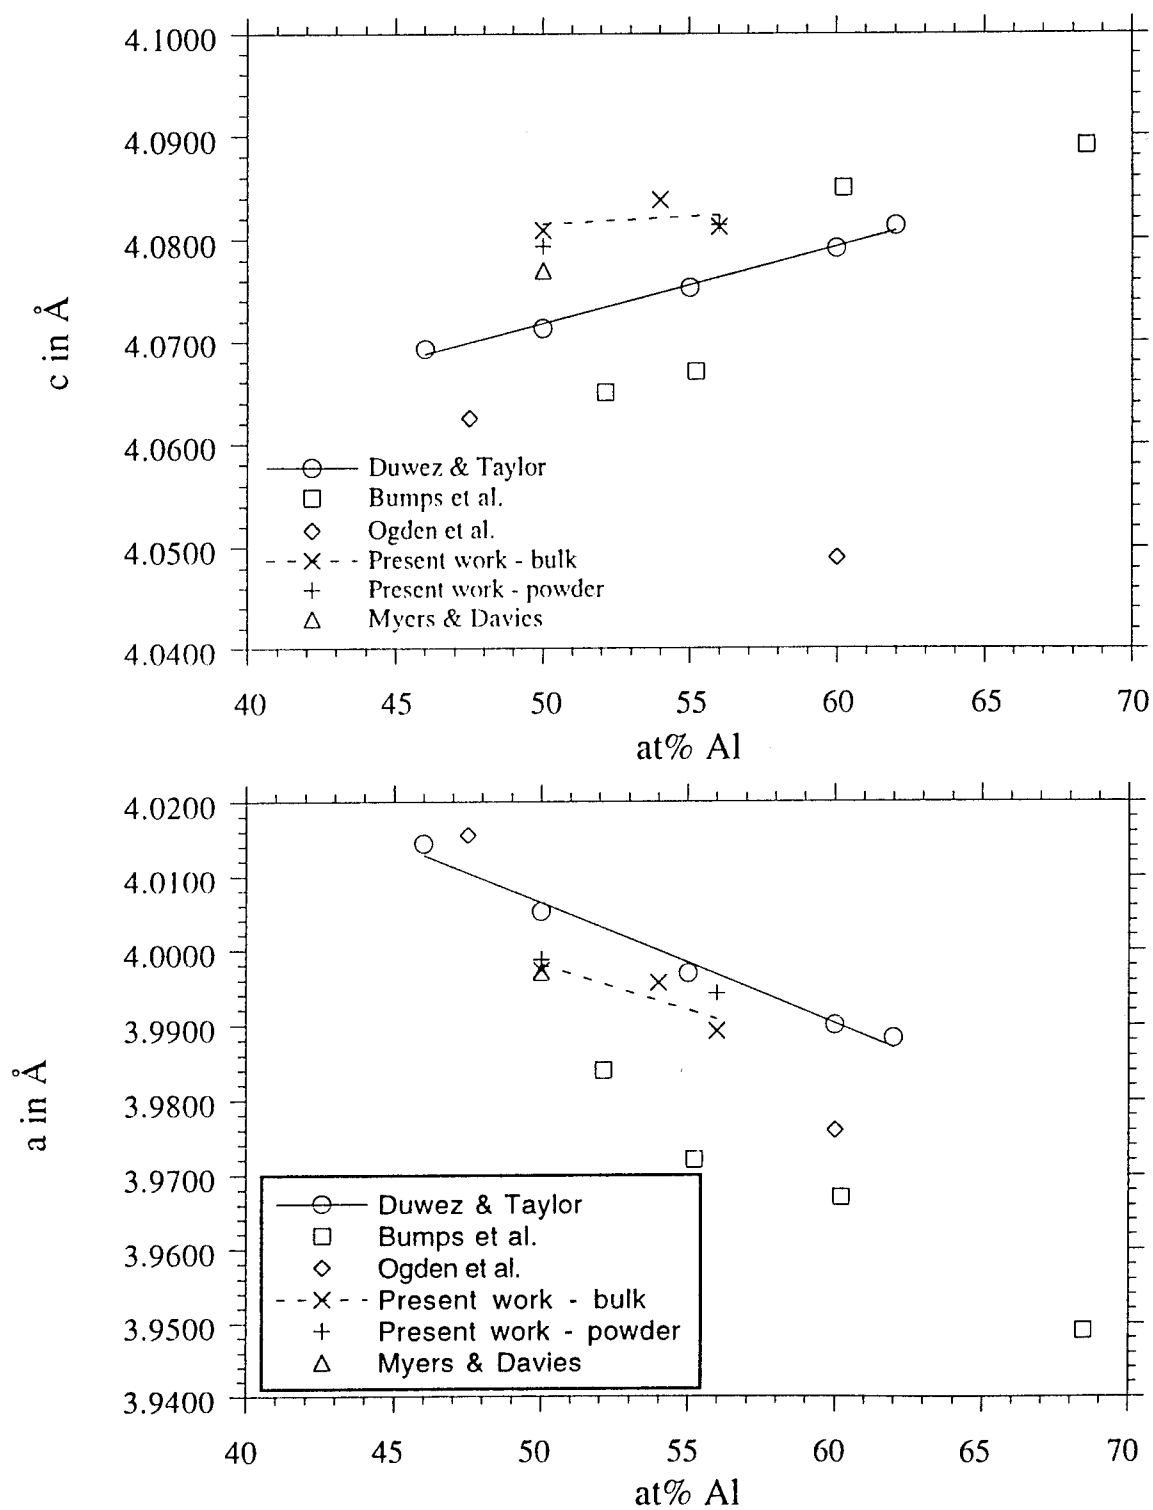 4.1000
4.0900
4.0800
4.0700
4.0600
4.0500
4.0400
c in Å
Duwez & Taylor
Bumps et al.
Ogden et al.
Present work - bulk
Present work - powder
Myers & Davies
40 45 50 55 60 65 70
at% Al
4.0200
4.0100
4.0000
3.9900
3.9800
3.9700
3.9600
3.9500
3.9400
a in Å
Duwez & Taylor
Bumps et al.
Ogden et al.
Present work - bulk
Present work - powder
Myers & Davies
40 45 50 55 60 65 70
at% Al